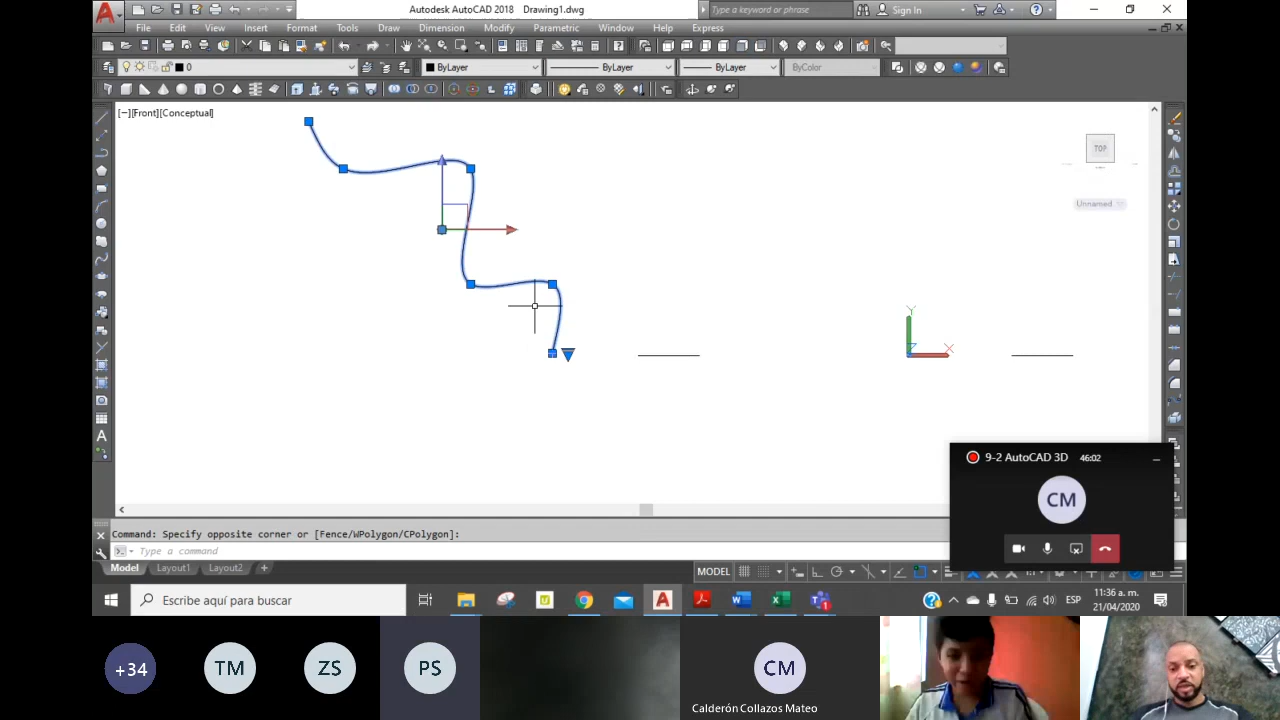 Autodesk AutoCAD 2018 Drawing1.dwg
Type a keyword or phrase
Sign In
File Edit View Insert Format Tools Draw Dimension Modify Parametric Window Help Express
0
ByLayer
ByLayer
ByLayer
ByColor
[−][Front][Conceptual]
TOP
Unnamed
Y
X
9-2 AutoCAD 3D 46:02
CM
Command: Specify opposite corner or [Fence/WPolygon/CPolygon]:
Type a command
Model Layout1 Layout2 +
MODEL
Escribe aquí para buscar
ESP
11:36 a. m.
21/04/2020
+34
TM
ZS
PS
CM
Calderón Collazos Mateo